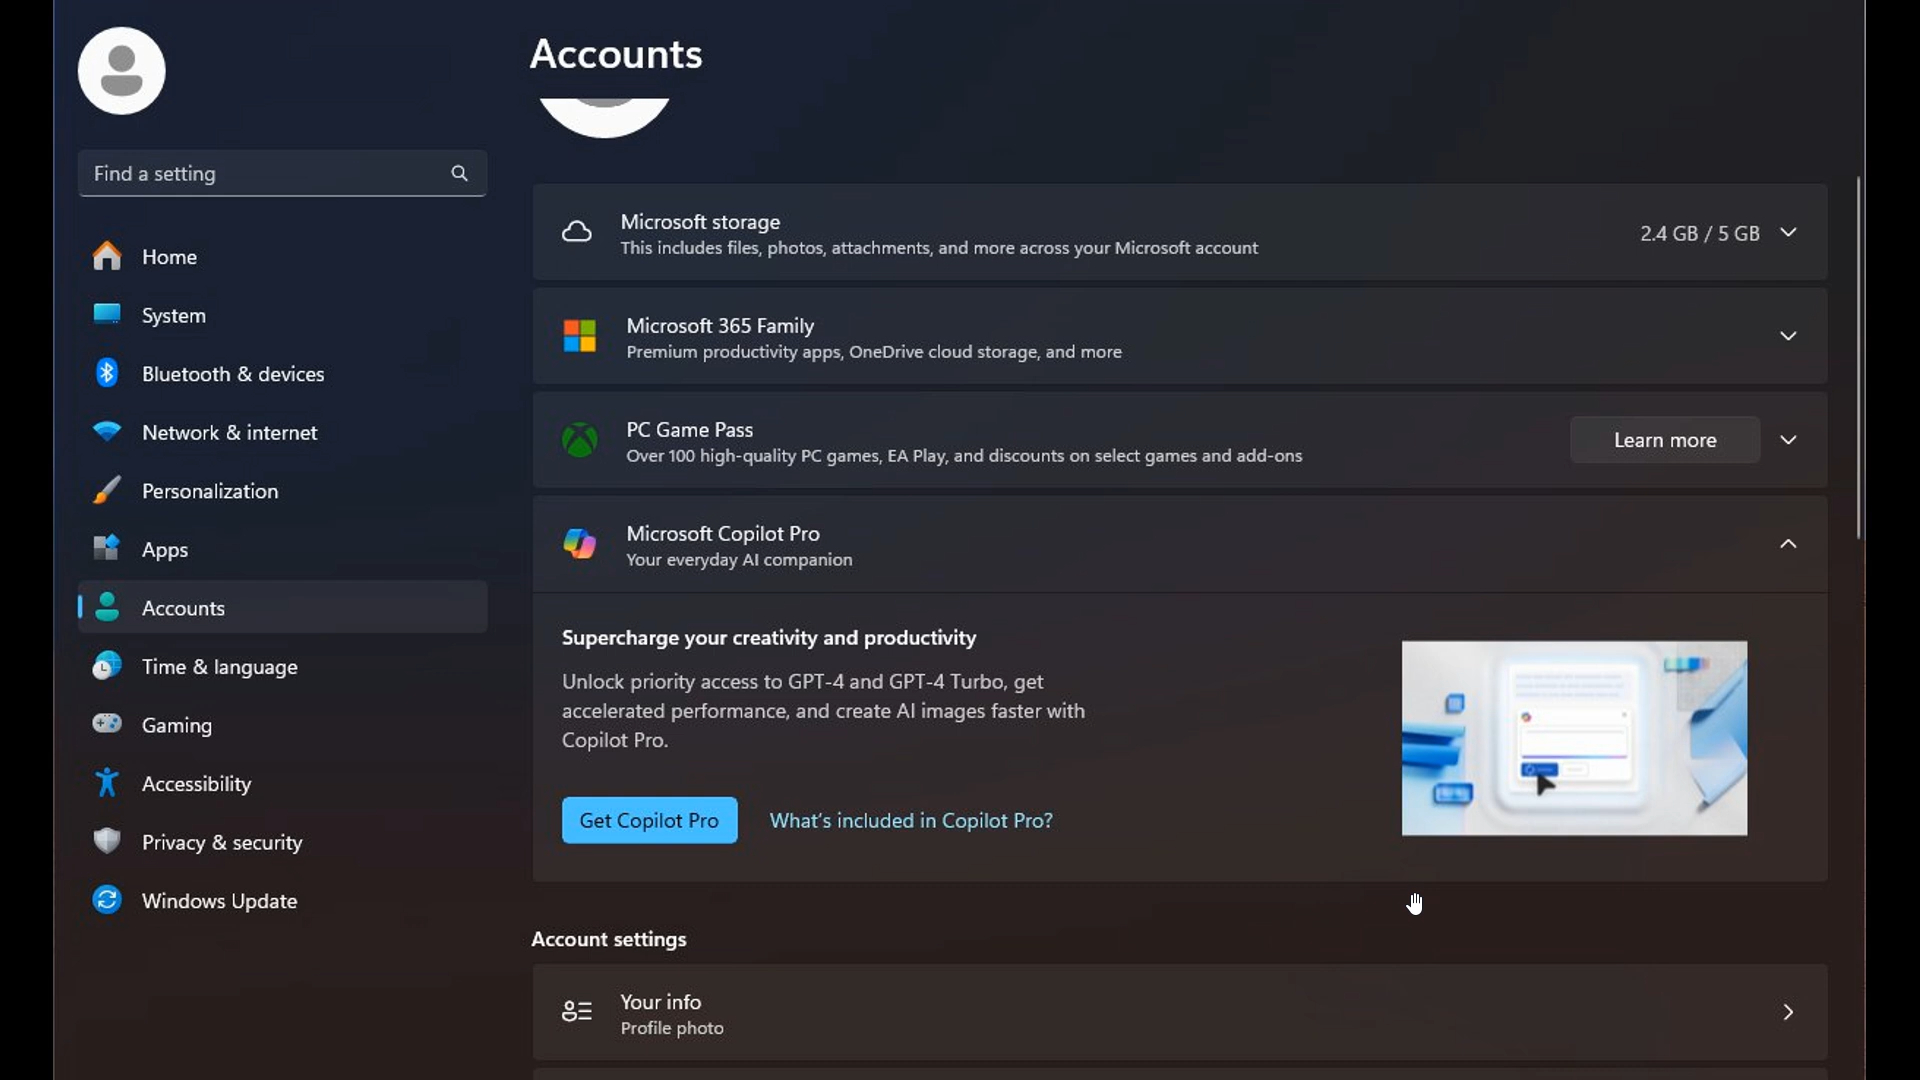 Accounts
Find a setting
Home
System
Bluetooth & devices
Network & internet
Personalization
Apps
Accounts
Time & language
Gaming
Accessibility
Privacy & security
Windows Update
Microsoft storage
This includes files, photos, attachments, and more across your Microsoft account
2.4 GB / 5 GB
Microsoft 365 Family
Premium productivity apps, OneDrive cloud storage, and more
PC Game Pass
Over 100 high-quality PC games, EA Play, and discounts on select games and add-ons
Learn more
Microsoft Copilot Pro
Your everyday AI companion
Supercharge your creativity and productivity
Unlock priority access to GPT-4 and GPT-4 Turbo, get
accelerated performance, and create AI images faster with
Copilot Pro.
Get Copilot Pro
What's included in Copilot Pro?
Account settings
Your info
Profile photo